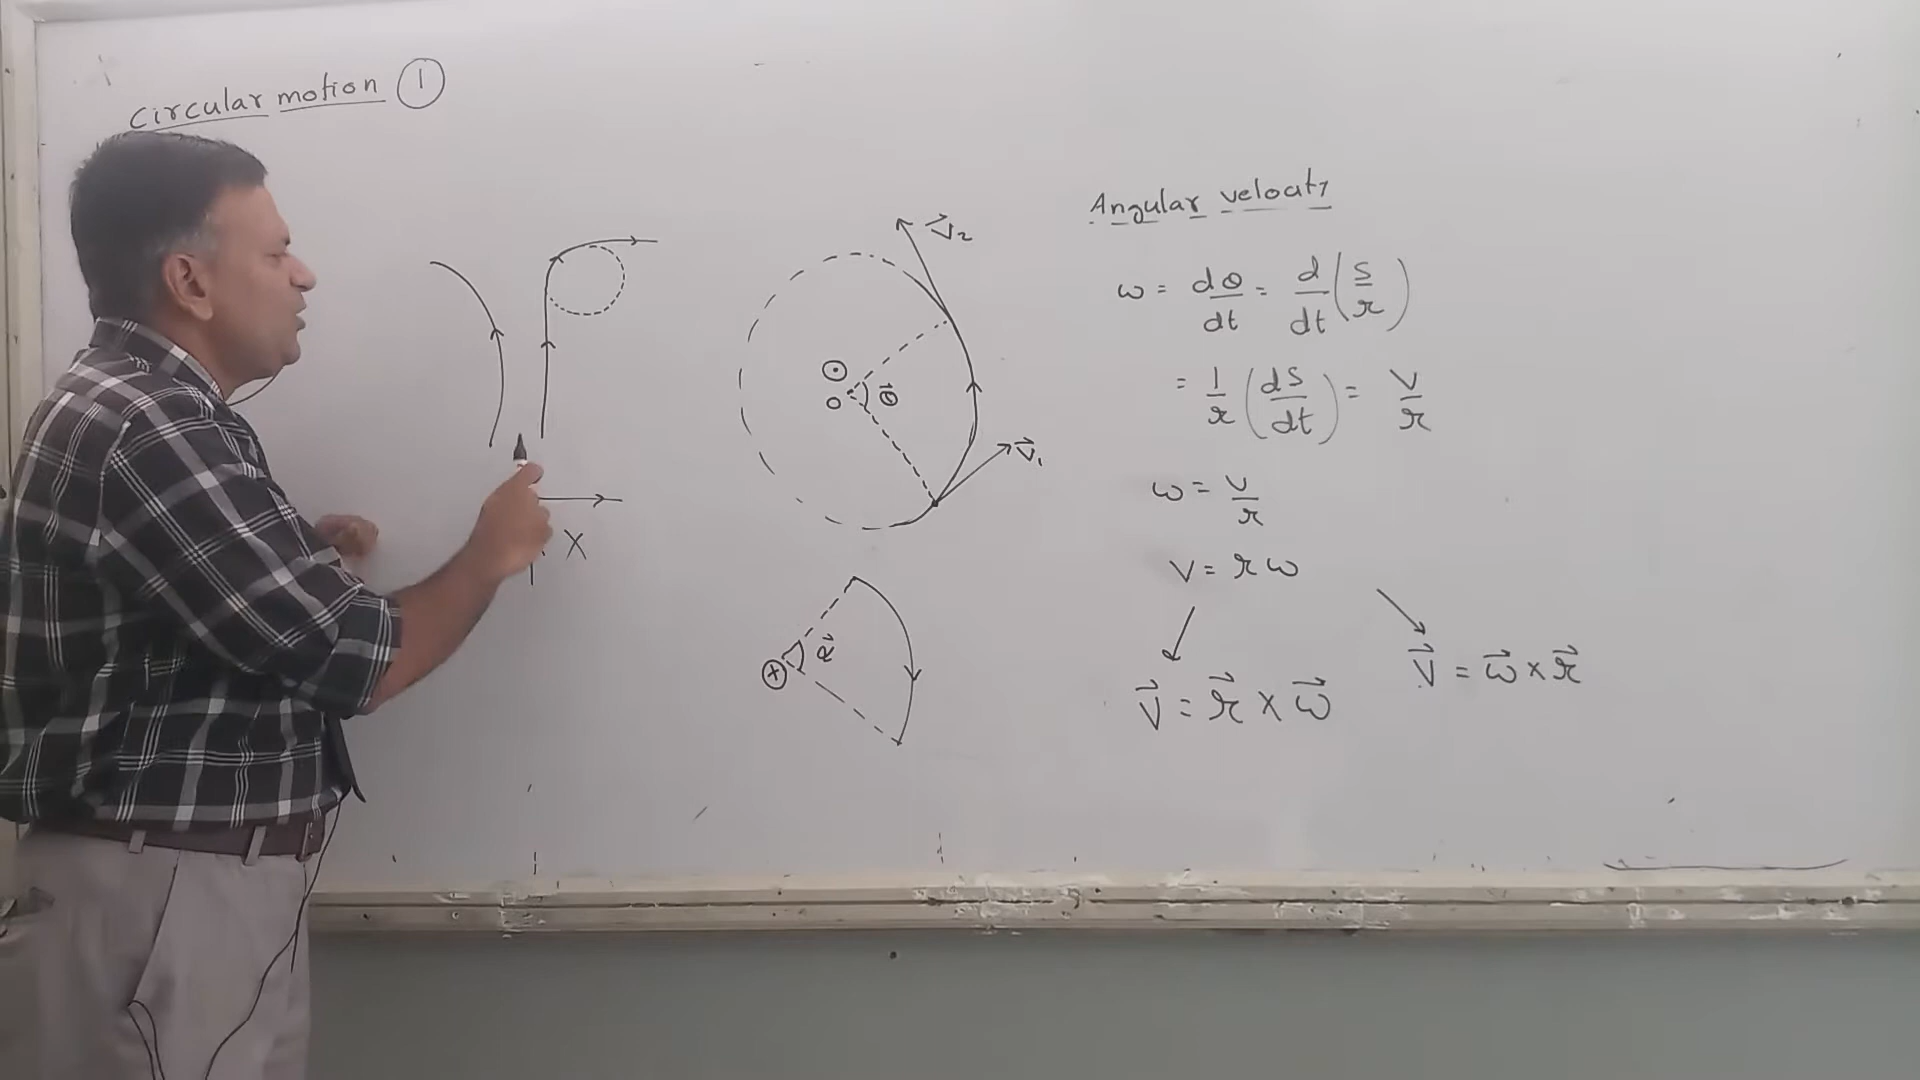 Circular motion ①
Angular velocity
ω = dθ/dt = d/dt (s/r)
= 1/r (ds/dt) = v/r
ω = v/r
v = rω
v⃗ = r⃗ × ω⃗
v⃗ = ω⃗ × r⃗
v⃗₂
θ⃗
O
v⃗₁
X